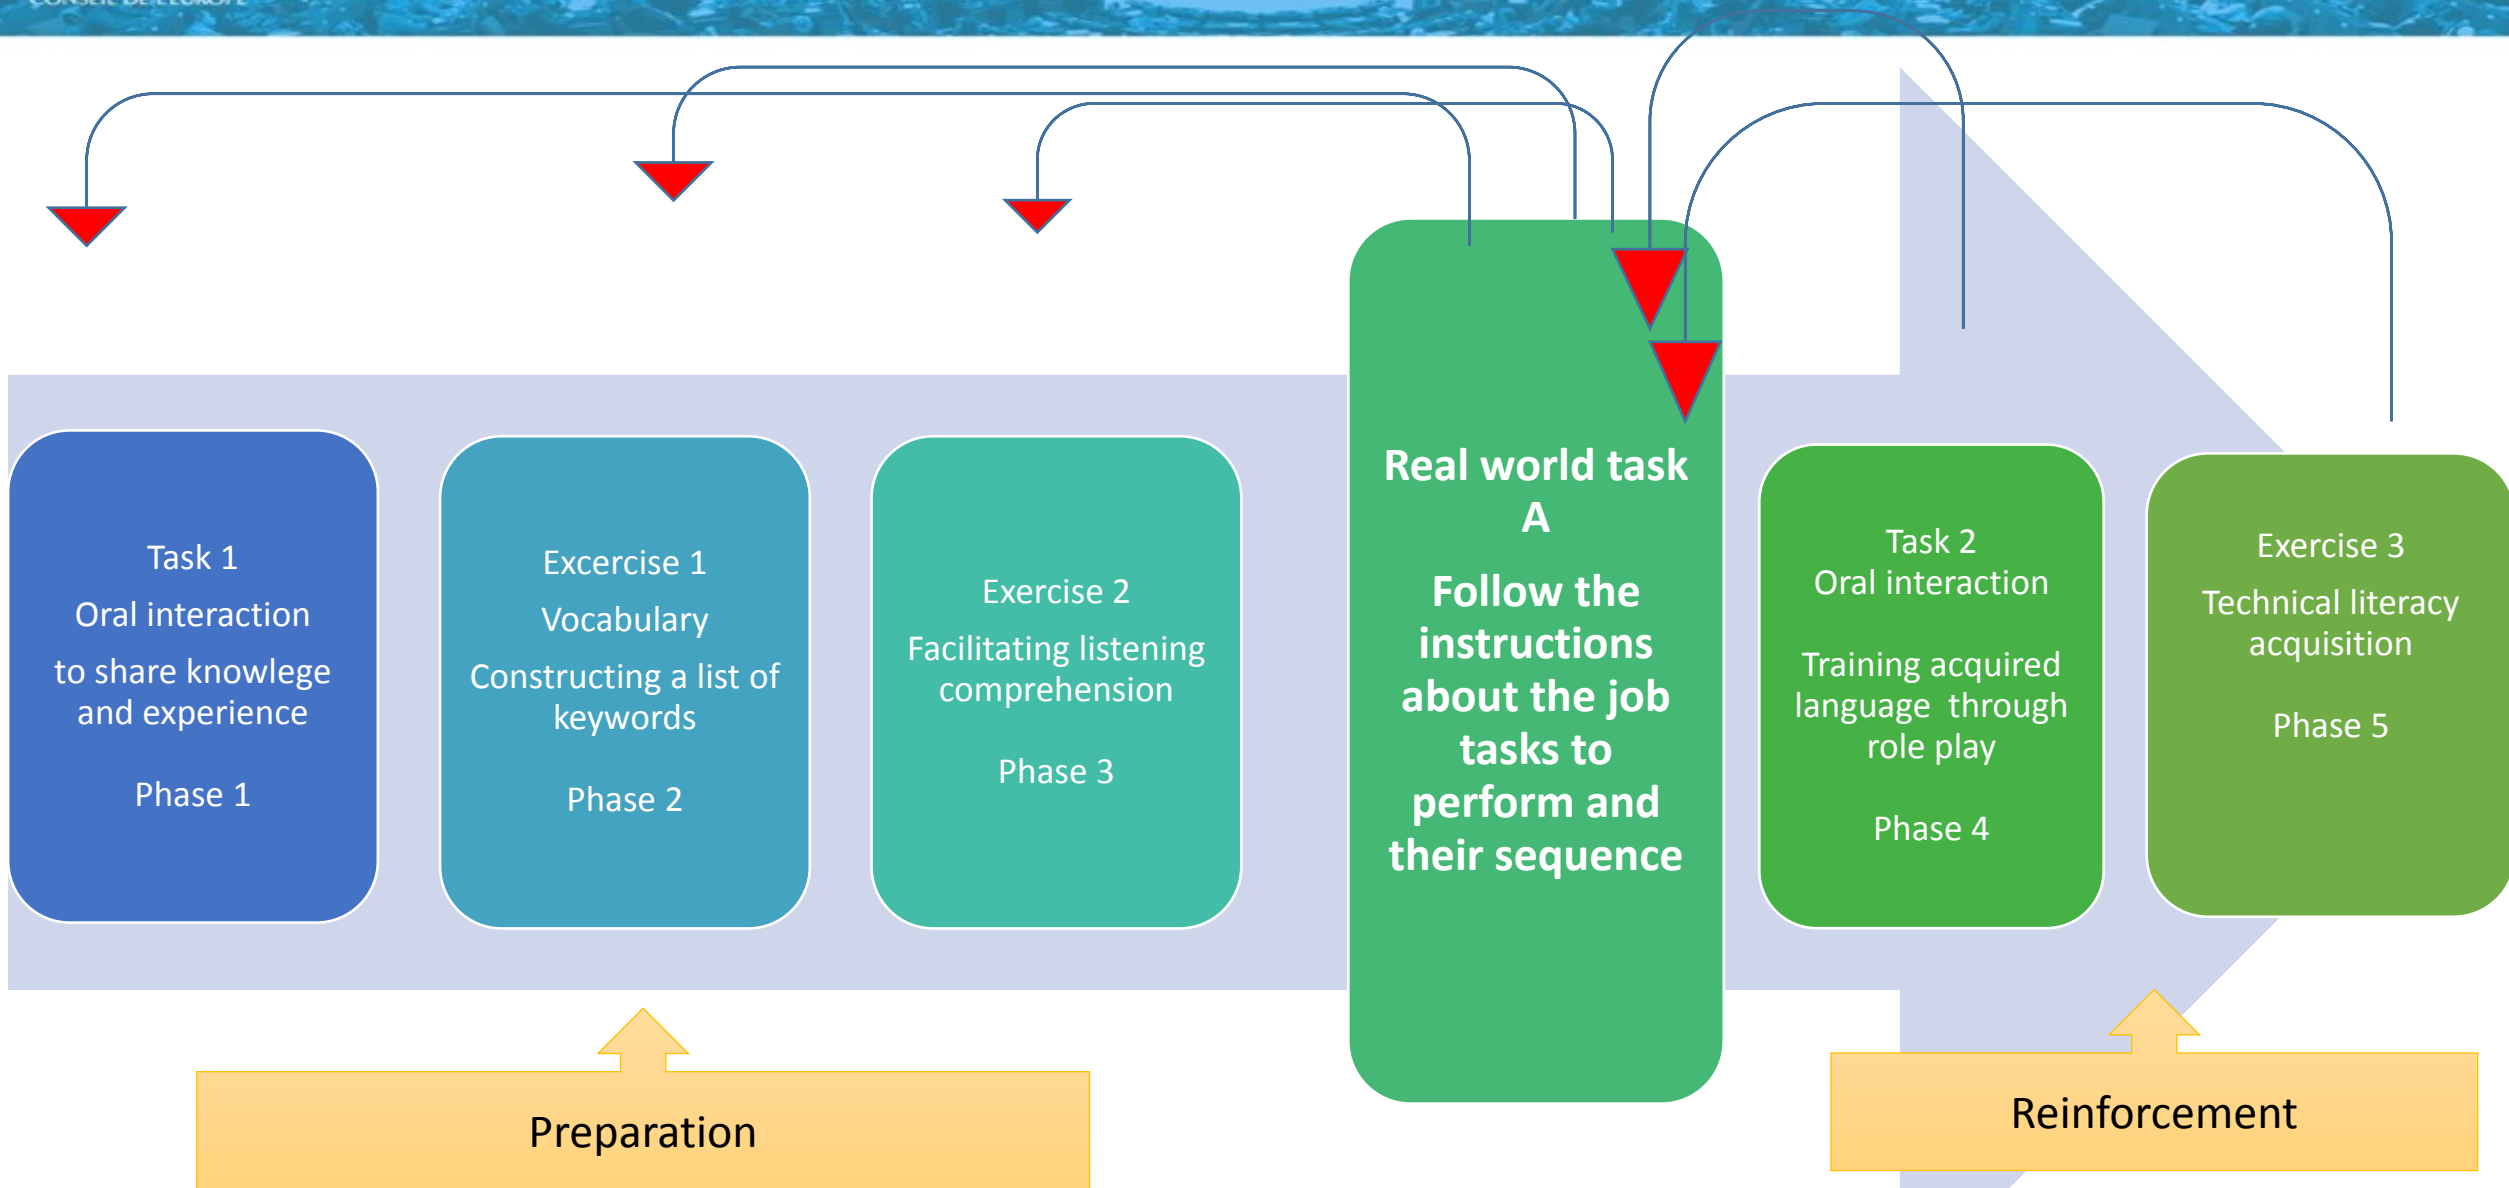 CONSEIL DE L'EUROPE
Task 1
Oral interaction
to share knowlege
and experience
Phase 1
Excercise 1
Vocabulary
Constructing a list of
keywords
Phase 2
Exercise 2
Facilitating listening
comprehension
Phase 3
Real world task
A
Follow the
instructions
about the job
tasks to
perform and
their sequence
Task 2
Oral interaction
Training acquired
language through
role play
Phase 4
Exercise 3
Technical literacy
acquisition
Phase 5
Preparation
Reinforcement